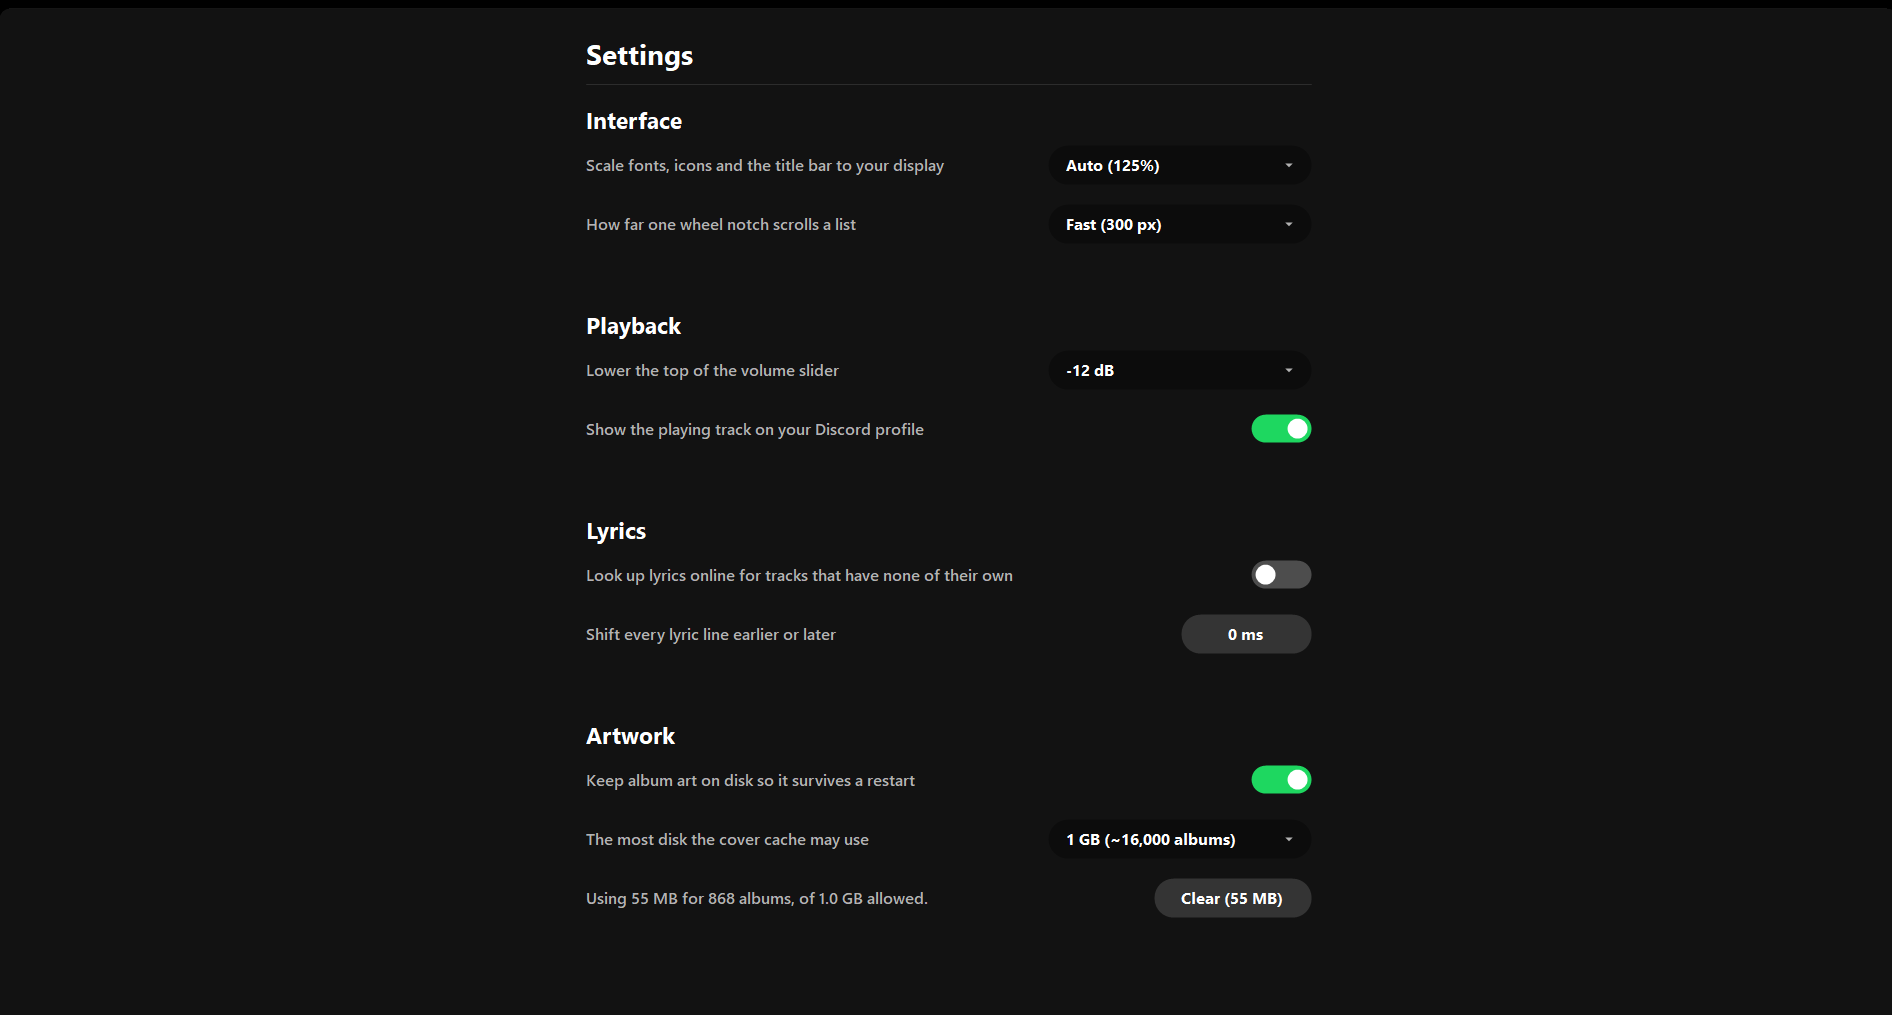 Settings
Interface
Scale fonts, icons and the title bar to your display
Auto (125%)
How far one wheel notch scrolls a list
Fast (300 px)
Playback
Lower the top of the volume slider
-12 dB
Show the playing track on your Discord profile
Lyrics
Look up lyrics online for tracks that have none of their own
Shift every lyric line earlier or later
0 ms
Artwork
Keep album art on disk so it survives a restart
The most disk the cover cache may use
1 GB (~16,000 albums)
Using 55 MB for 868 albums, of 1.0 GB allowed.
Clear (55 MB)